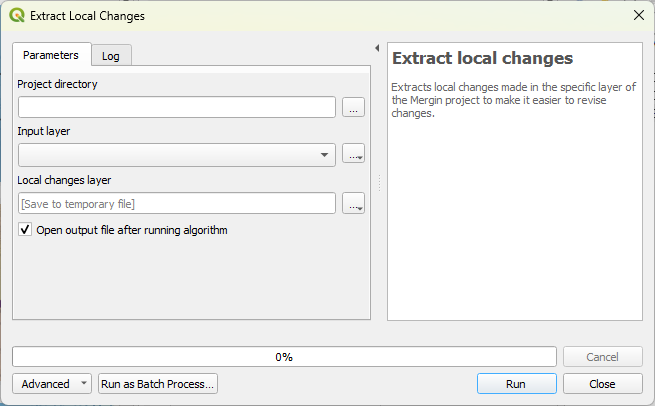 Extract Local Changes
Parameters
Log
Project directory
...
Input layer
...
Local changes layer
[Save to temporary file]
...
Open output file after running algorithm
Extract local changes
Extracts local changes made in the specific layer of
the Mergin project to make it easier to revise
changes.
0%
Cancel
Advanced
Run as Batch Process...
Run
Close